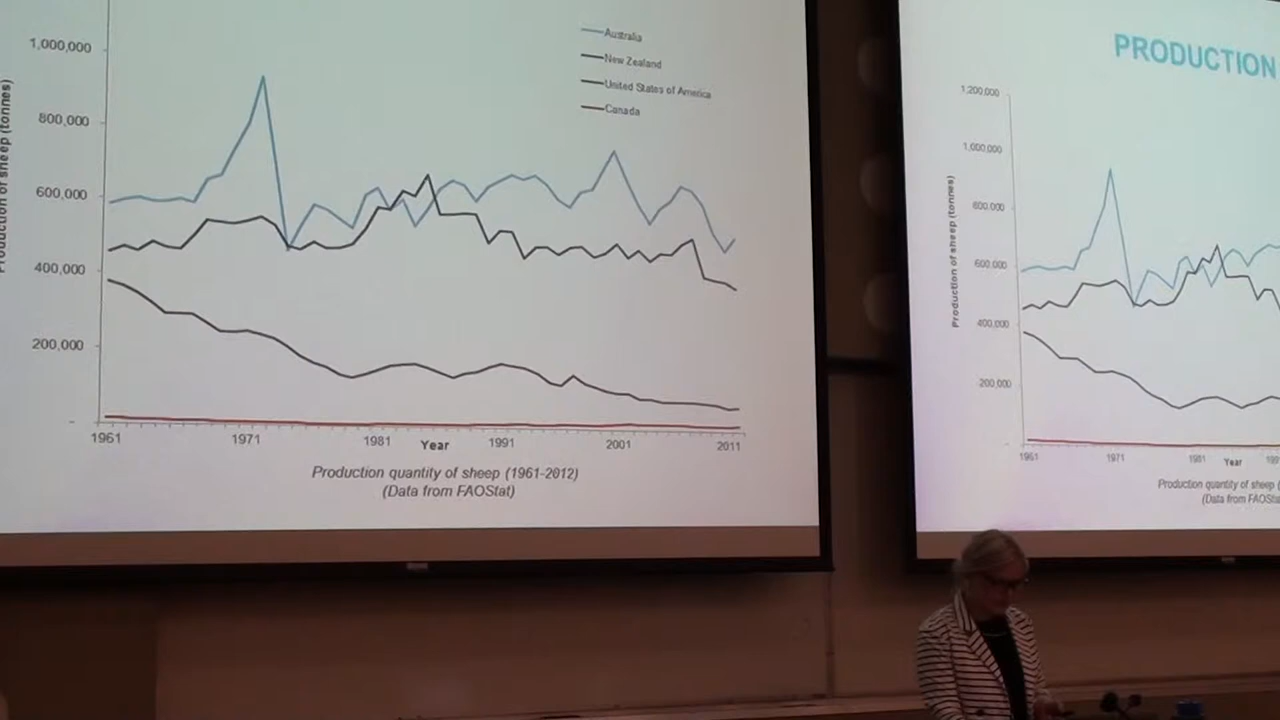 1,000,000
800,000
600,000
400,000
200,000
-
Production of sheep (tonnes)
Australia
New Zealand
United States of America
Canada
1961
1971
1981
Year
1991
2001
2011
Production quantity of sheep (1961-2012)
(Data from FAOStat)
PRODUCTION
1,200,000
1,000,000
800,000
600,000
400,000
200,000
-
Production of sheep (tonnes)
1961
1971
1981
Year
Production quantity of sheep
(Data from